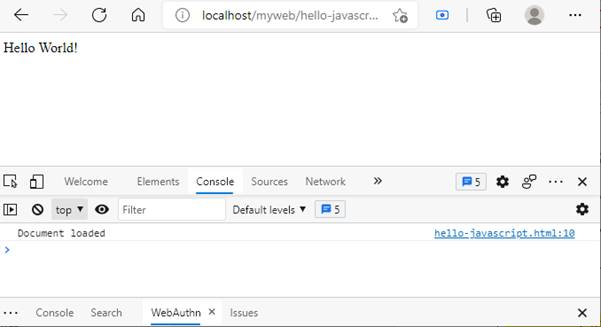 localhost/myweb/hello-javascr...
Hello World!
Welcome Elements Console Sources Network 5
top Filter Default levels 5
Document loaded hello-javascript.html:10
Console Search WebAuthn Issues